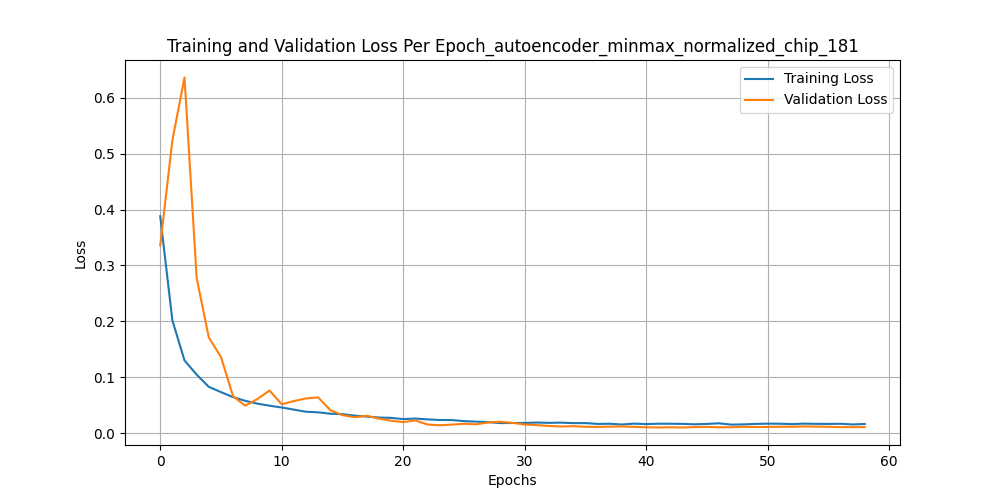 Training and Validation Loss Per Epoch_autoencoder_minmax_normalized_chip_181
Training Loss
Validation Loss
Loss
0.6
0.5
0.4
0.3
0.2
0.1
0.0
0 10 20 30 40 50 60
Epochs